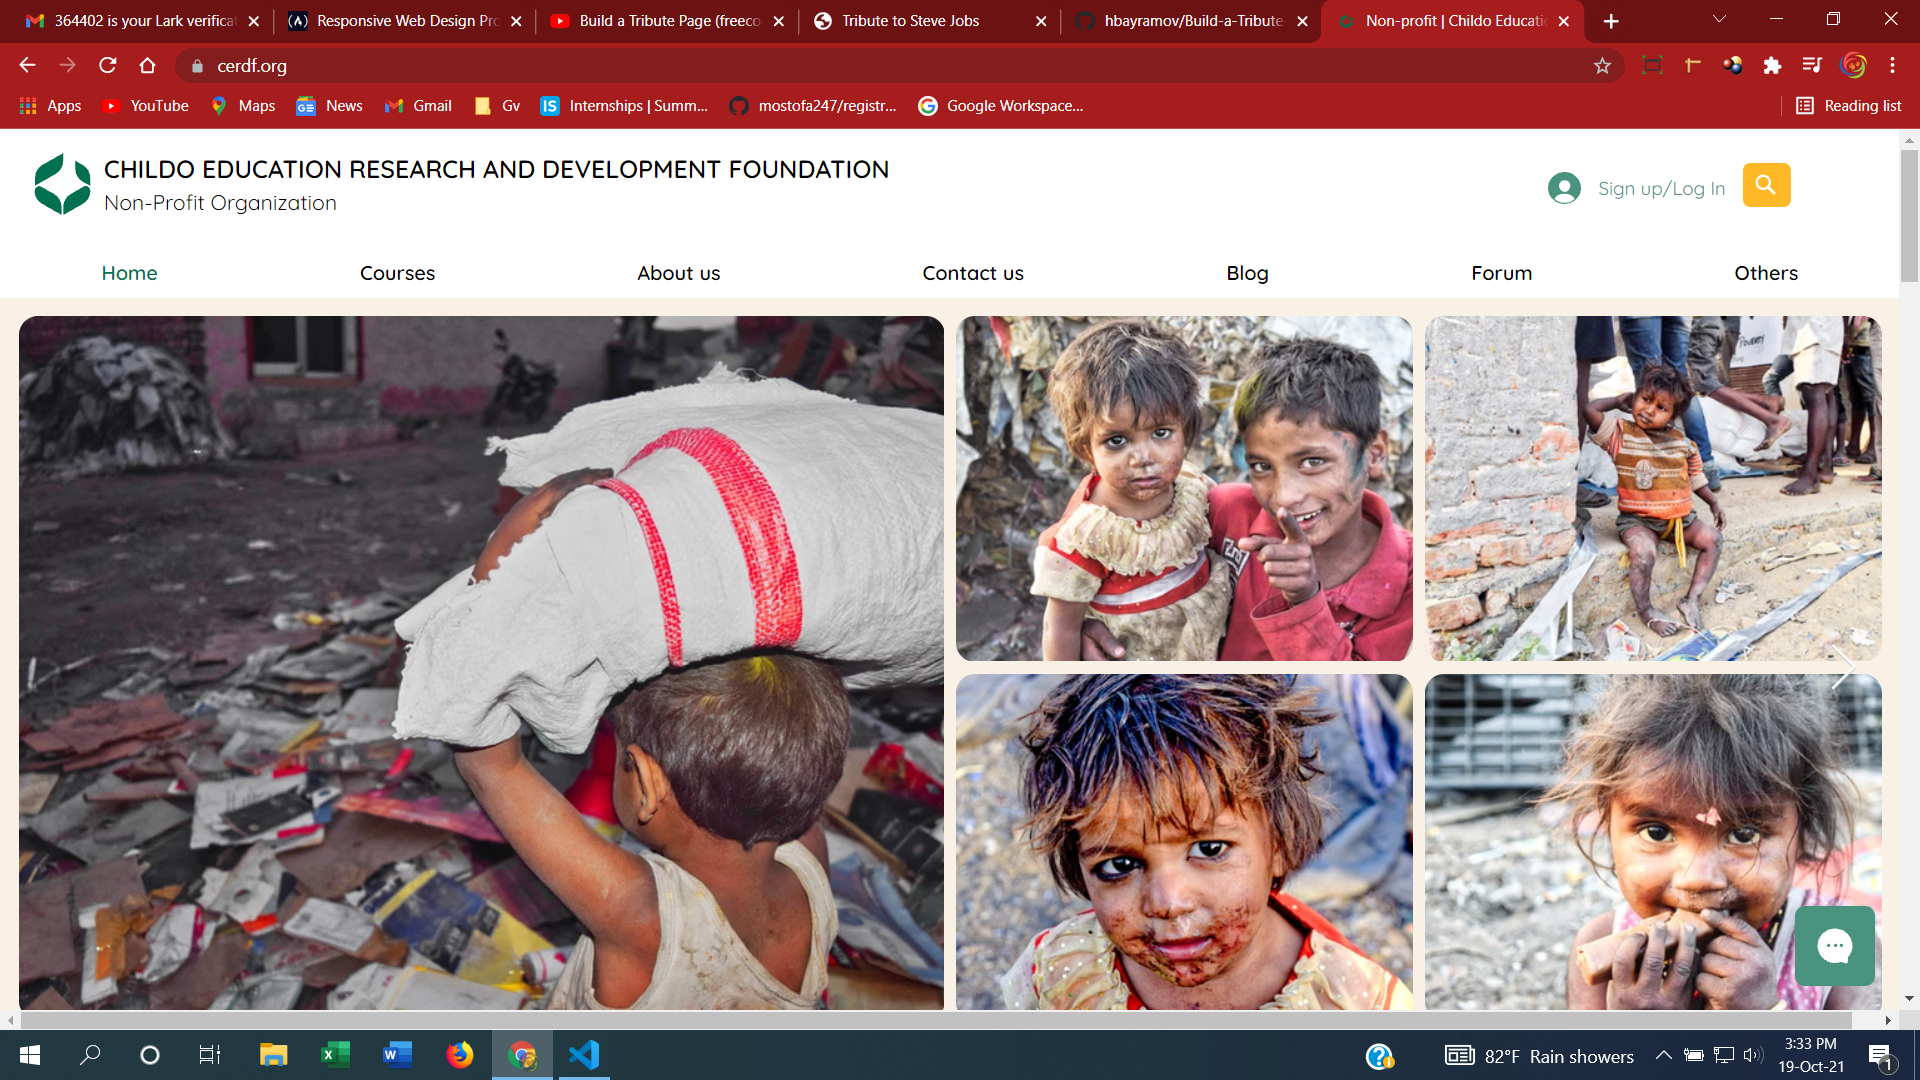 364402 is your Lark verificat
Responsive Web Design Pro
Build a Tribute Page (freeco
Tribute to Steve Jobs
hbayramov/Build-a-Tribute-
Non-profit | Childo Educatio
cerdf.org
Apps
YouTube
Maps
News
Gmail
Gv
IS
Internships | Summ...
mostofa247/registr...
Google Workspace...
Reading list
CHILDO EDUCATION RESEARCH AND DEVELOPMENT FOUNDATION
Non-Profit Organization
Sign up/Log In
Home
Courses
About us
Contact us
Blog
Forum
Others
82°F Rain showers
3:33 PM
19-Oct-21
1